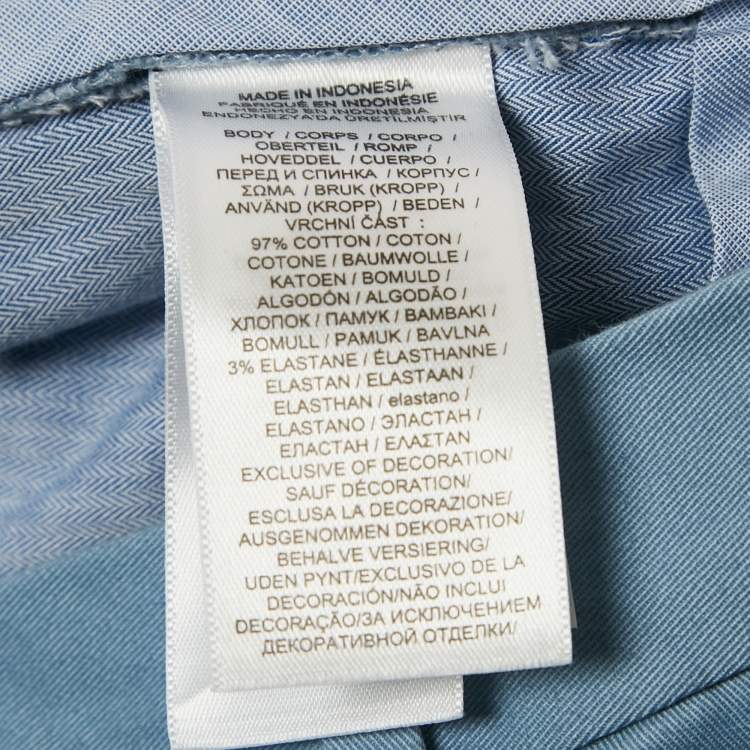 MADE IN INDONESIA
FABRIQUÉ EN INDONÉSIE
HECHO EN INDONESIA
ENDONEZYA'DA ÜRETİLMİŞTİR
BODY / CORPS / CORPO /
OBERTEIL / ROMP /
HOVEDDEL / CUERPO /
ПЕРЕД И СПИНКА / КОРПУС /
ΣΩΜΑ / BRUK (KROPP) /
ANVÄND (KROPP) / BEDEN /
VRCHNÍ ČÁST :
97% COTTON / COTON /
COTONE / BAUMWOLLE /
KATOEN / BOMULD /
ALGODÓN / ALGODÃO /
ХЛОПОК / ПАМУК / BAMBAKI /
BOMULL / PAMUK / BAVLNA
3% ELASTANE / ÉLASTHANNE /
ELASTAN / ELASTAAN /
ELASTHAN / elastano /
ELASTANO / ЭЛАСТАН /
ЕЛАСТАН / ΕΛΑΣΤΑΝ
EXCLUSIVE OF DECORATION/
SAUF DÉCORATION/
ESCLUSA LA DECORAZIONE/
AUSGENOMMEN DEKORATION/
BEHALVE VERSIERING/
UDEN PYNT/EXCLUSIVO DE LA
DECORACIÓN/NÃO INCLUI
DECORAÇÃO/ЗА ИСКЛЮЧЕНИЕМ
ДЕКОРАТИВНОЙ ОТДЕЛКИ/